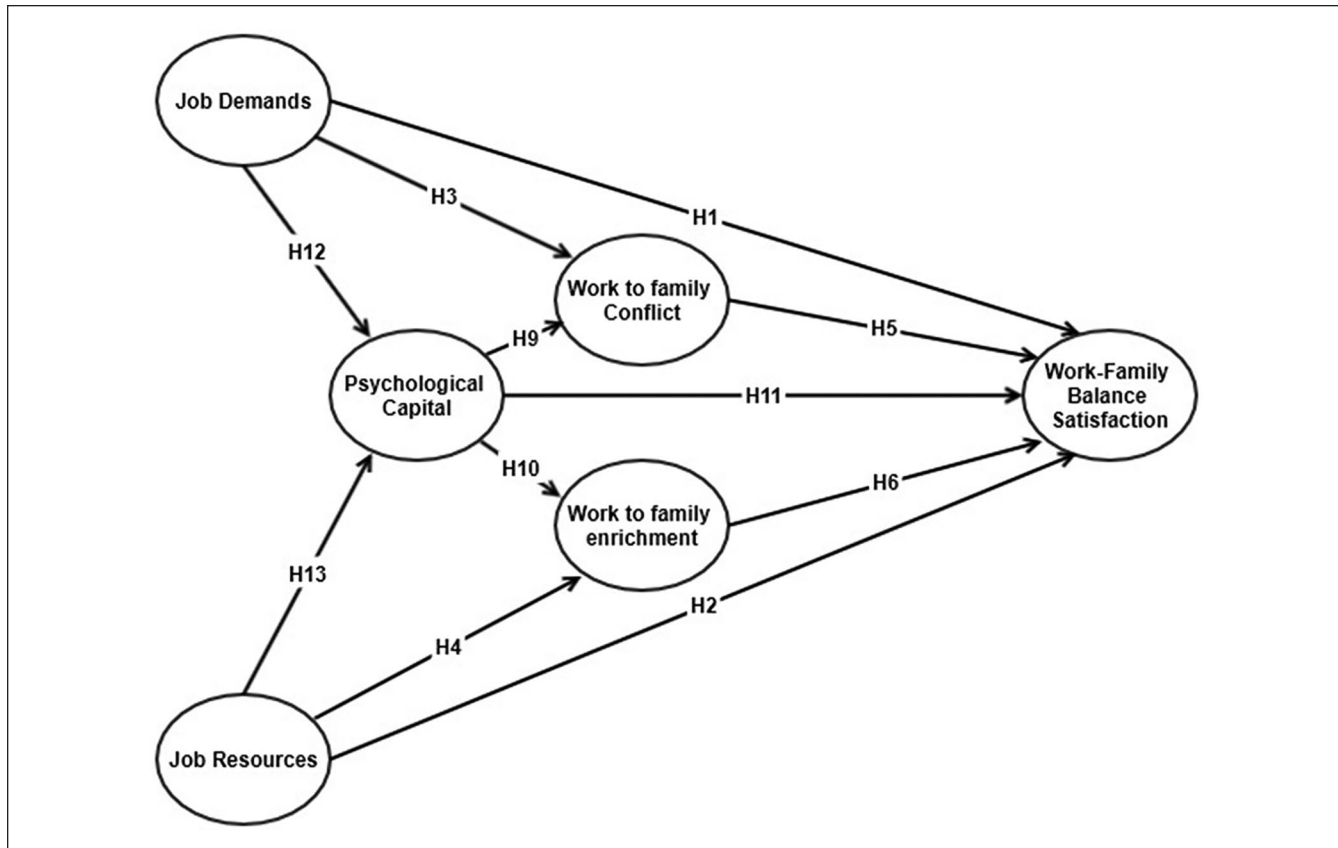 Job Demands
H3
H1
H12
Work to family
Conflict
H9
H5
Psychological
Capital
H11
Work-Family
Balance
Satisfaction
H10
H6
Work to family
enrichment
H13
H2
H4
Job Resources